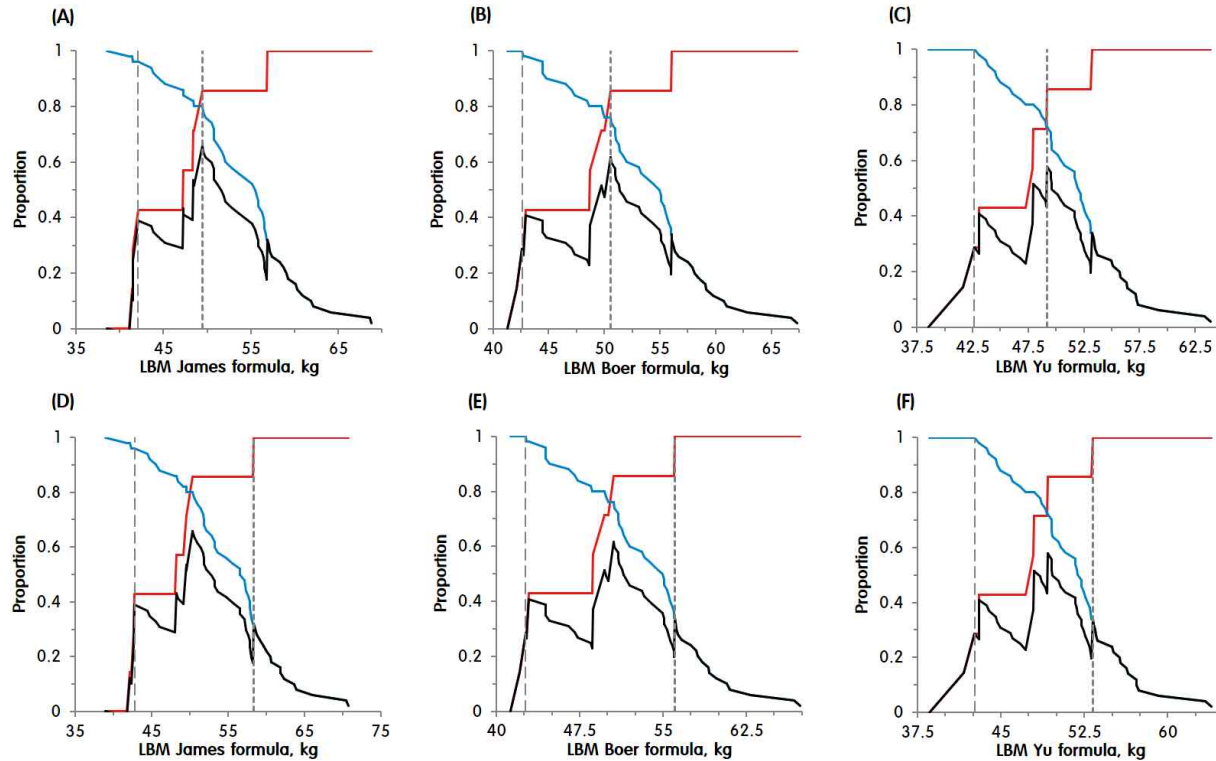 (A)
1
0.8
0.6
0.4
0.2
0
Proportion
35 45 55 65
LBM James formula, kg
(B)
1
0.8
0.6
0.4
0.2
0
Proportion
40 45 50 55 60 65
LBM Boer formula, kg
(C)
1
0.8
0.6
0.4
0.2
0
Proportion
37.5 42.5 47.5 52.5 57.5 62.5
LBM Yu formula, kg
(D)
1
0.8
0.6
0.4
0.2
0
Proportion
35 45 55 65 75
LBM James formula, kg
(E)
1
0.8
0.6
0.4
0.2
0
Proportion
40 47.5 55 62.5
LBM Boer formula, kg
(F)
1
0.8
0.6
0.4
0.2
0
Proportion
37.5 45 52.5 60
LBM Yu formula, kg